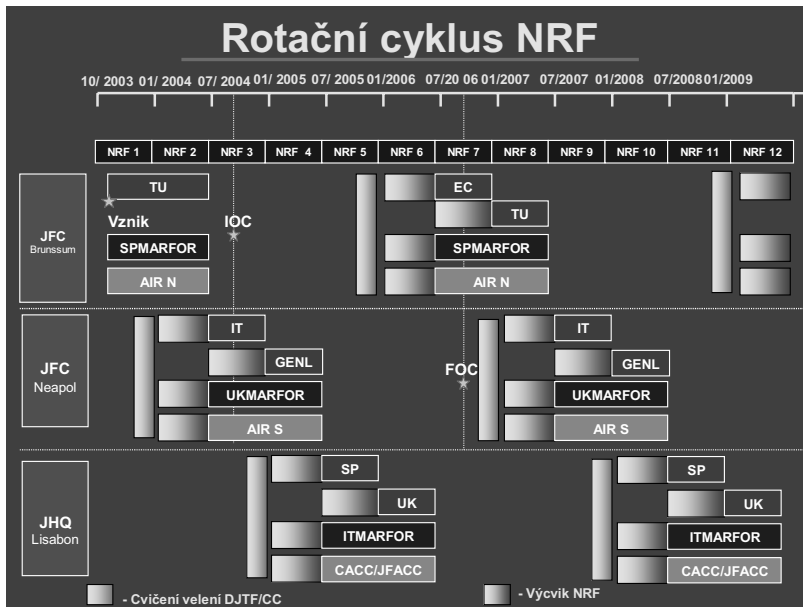 Rotační cyklus NRF
10/ 2003 01/ 2004 07/ 2004 01/ 2005 07/ 2005 01/2006 07/20 06 01/2007 07/2007 01/2008 07/2008 01/2009
NRF 1 NRF 2 NRF 3 NRF 4 NRF 5 NRF 6 NRF 7 NRF 8 NRF 9 NRF 10 NRF 11 NRF 12
JFC
Brunssum
TU EC
Vznik IOC TU
SPMARFOR SPMARFOR
AIR N AIR N
JFC
Neapol
IT IT
GENL FOC GENL
UKMARFOR UKMARFOR
AIR S AIR S
JHQ
Lisabon
SP SP
UK UK
ITMARFOR ITMARFOR
CACC/JFACC CACC/JFACC
- Cvičení velení DJTF/CC - Výcvik NRF